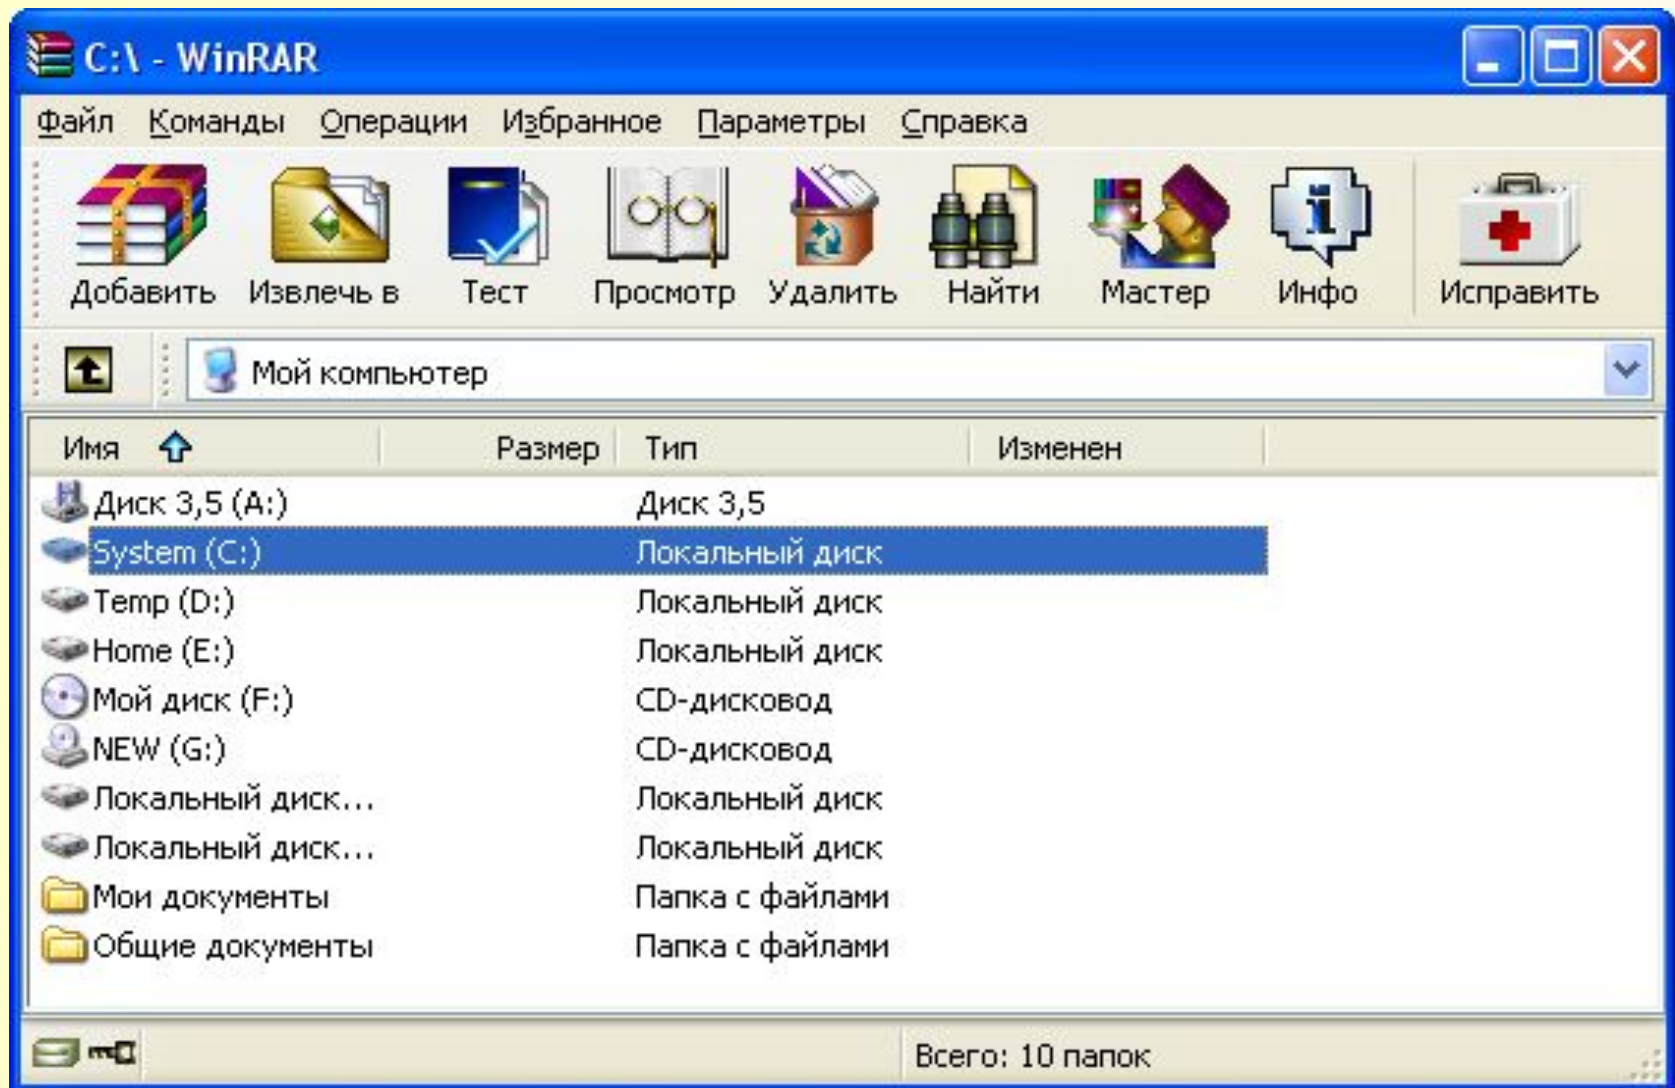 C:\ - WinRAR
Файл Команды Операции Избранное Параметры Справка
Добавить Извлечь в Тест Просмотр Удалить Найти Мастер Инфо Исправить
Мой компьютер
Имя Размер Тип Изменен
Диск 3,5 (A:) Диск 3,5
System (C:) Локальный диск
Temp (D:) Локальный диск
Home (E:) Локальный диск
Мой диск (F:) CD-дисковод
NEW (G:) CD-дисковод
Локальный диск... Локальный диск
Локальный диск... Локальный диск
Мои документы Папка с файлами
Общие документы Папка с файлами
Всего: 10 папок